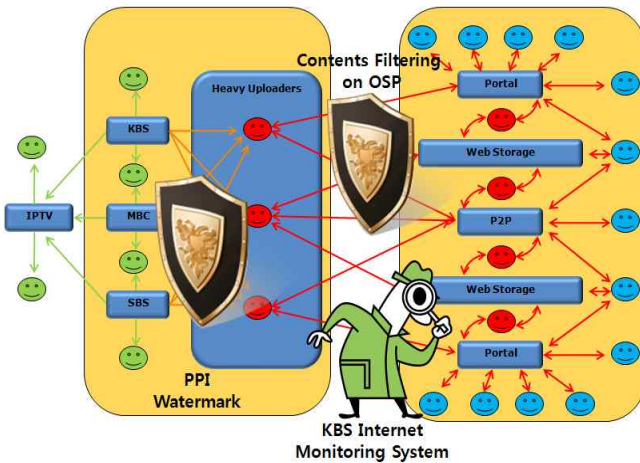 Contents Filtering
on OSP
Heavy Uploaders
Portal
KBS
Web Storage
IPTV
MBC
P2P
SBS
Web Storage
Portal
PPI
Watermark
KBS Internet
Monitoring System